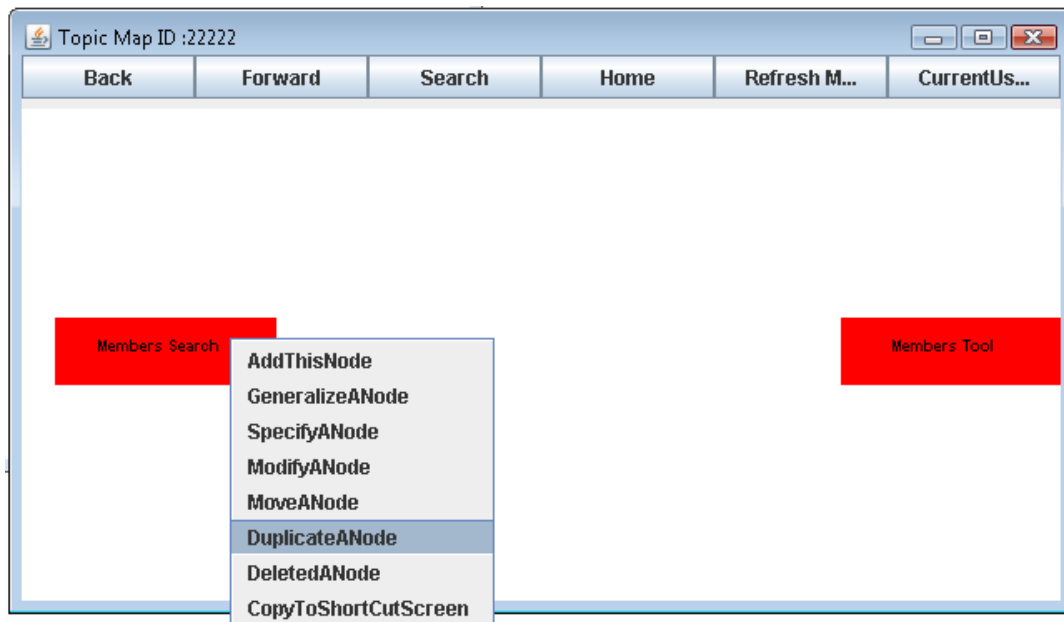 Topic Map ID :22222
Back Forward Search Home Refresh M... CurrentUs...
Members Search
Members Tool
AddThisNode
GeneralizeANode
SpecifyANode
ModifyANode
MoveANode
DuplicateANode
DeletedANode
CopyToShortCutScreen